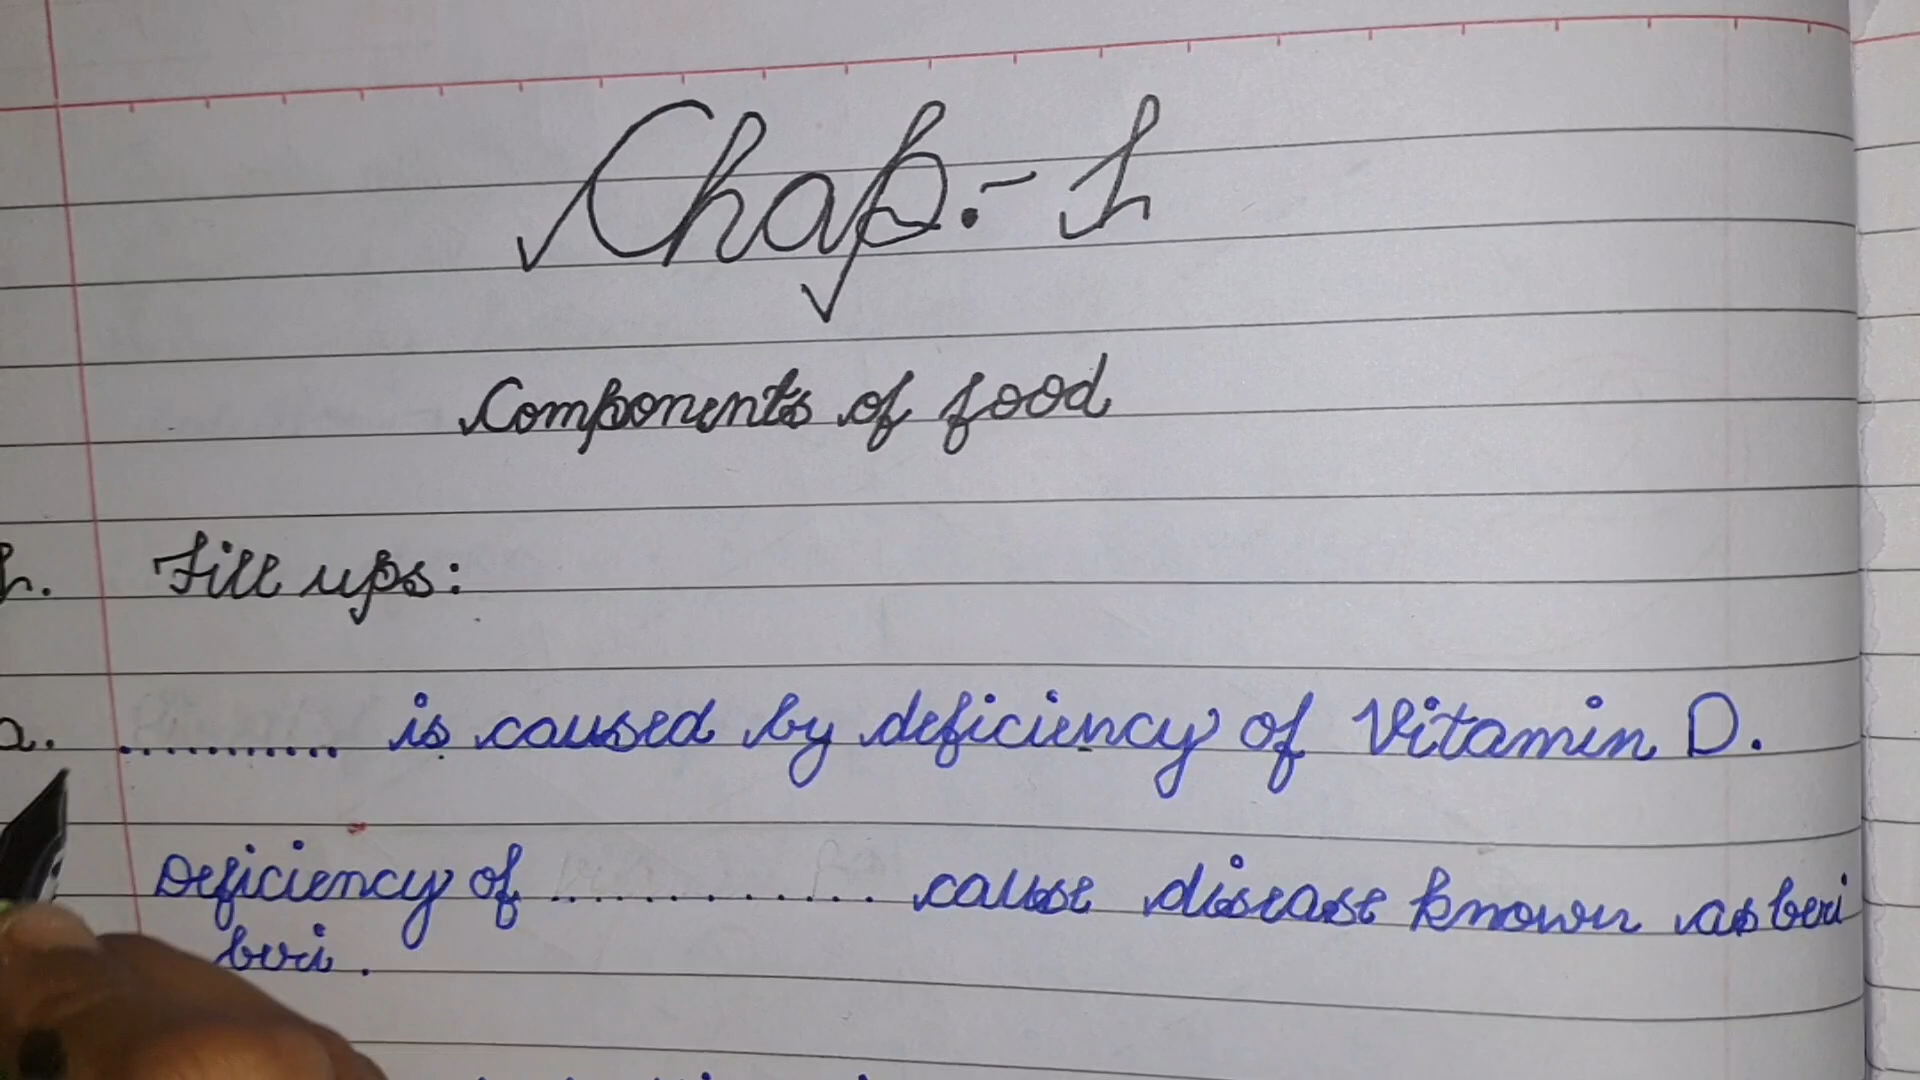 Chap:- 1
Components of food
1. Fill ups:
a. ........... is caused by deficiency of Vitamin D.
Deficiency of .............. cause disease known as beri
beri.